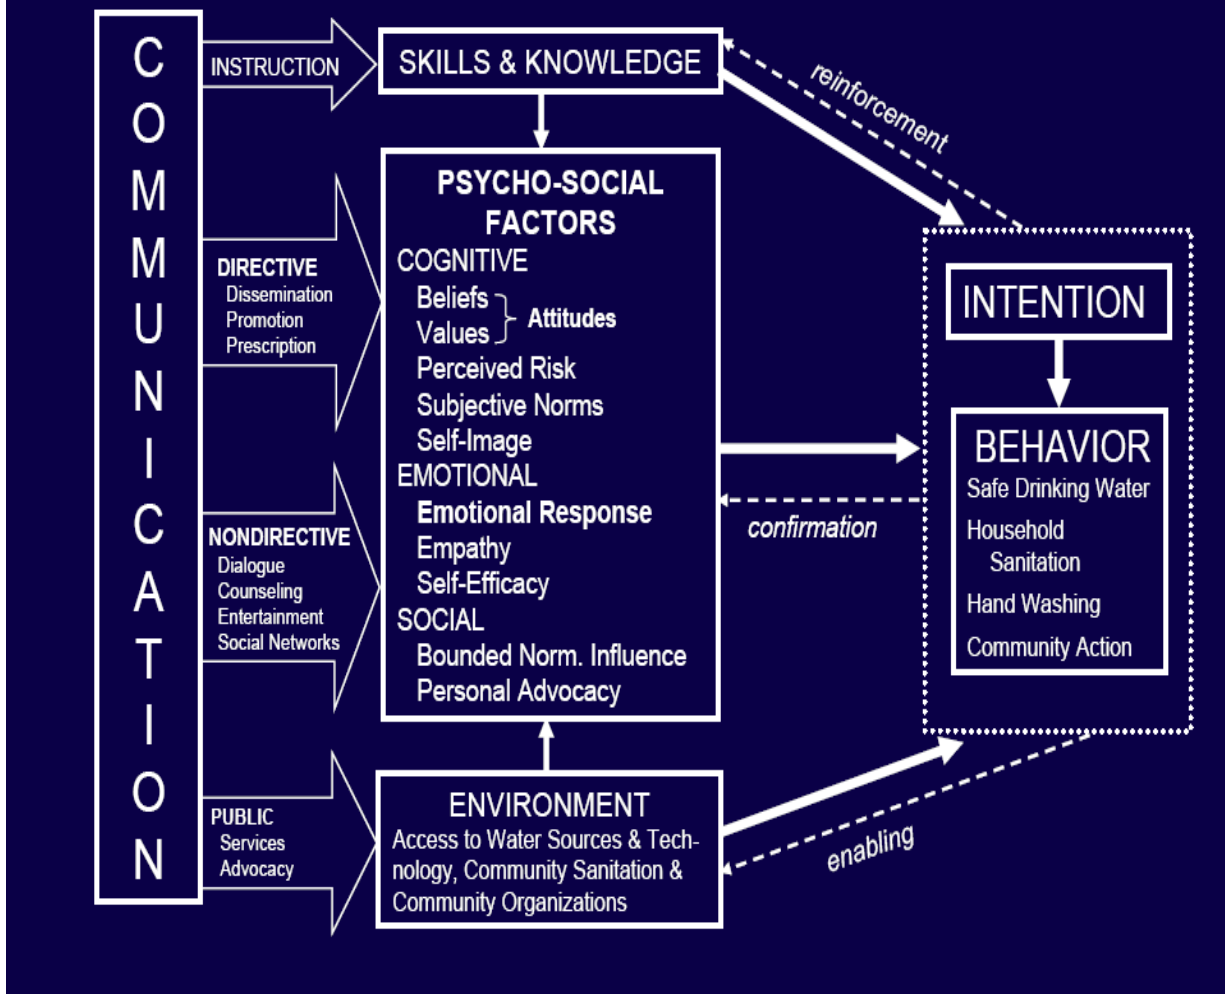 COMMUNICATION
INSTRUCTION
SKILLS & KNOWLEDGE
reinforcement
DIRECTIVE
Dissemination
Promotion
Prescription
NONDIRECTIVE
Dialogue
Counseling
Entertainment
Social Networks
PUBLIC
Services
Advocacy
PSYCHO-SOCIAL
FACTORS
COGNITIVE
Beliefs
Values
Attitudes
Perceived Risk
Subjective Norms
Self-Image
EMOTIONAL
Emotional Response
Empathy
Self-Efficacy
SOCIAL
Bounded Norm. Influence
Personal Advocacy
ENVIRONMENT
Access to Water Sources & Tech-
nology, Community Sanitation &
Community Organizations
confirmation
enabling
INTENTION
BEHAVIOR
Safe Drinking Water
Household
Sanitation
Hand Washing
Community Action